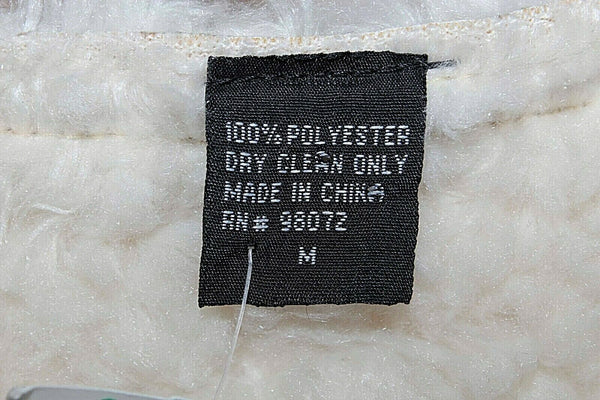 100% POLYESTER
DRY CLEAN ONLY
MADE IN CHINA
RN# 98072
M